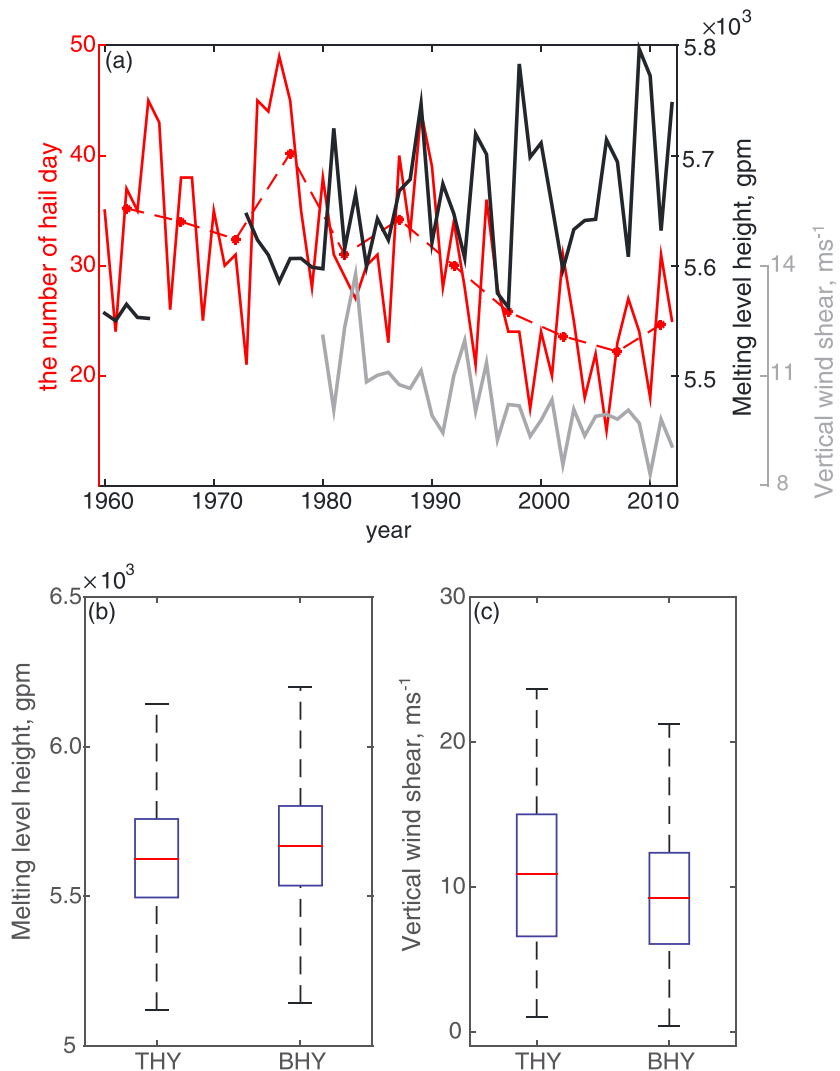 ×10³
50 (a) 5.8
40 5.7
30 5.6 14
20 5.5 11
8
the number of hail day
Melting level height, gpm
Vertical wind shear, ms⁻¹
1960 1970 1980 1990 2000 2010
year
×10³
6.5 (b)
6.0
5.5
5
Melting level height, gpm
THY BHY
30 (c)
20
10
0
Vertical wind shear, ms⁻¹
THY BHY